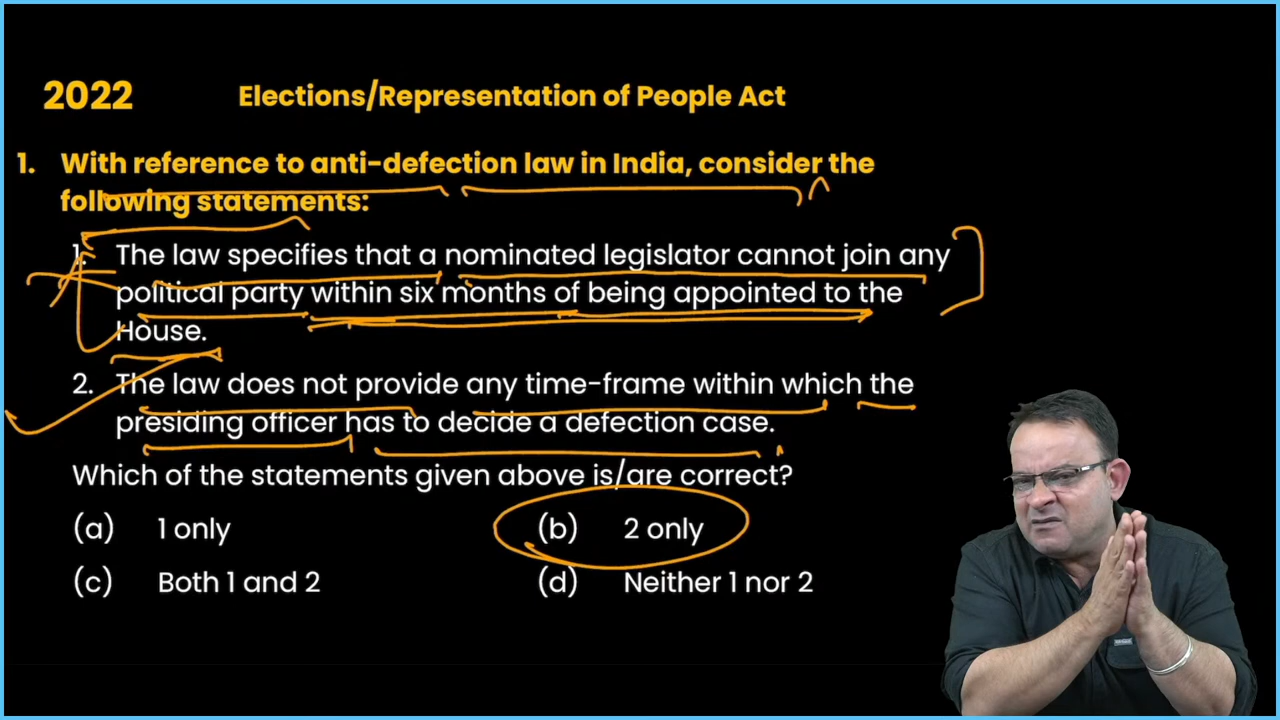 2022 Elections/Representation of People Act
1. With reference to anti-defection law in India, consider the
following statements:
1. The law specifies that a nominated legislator cannot join any
political party within six months of being appointed to the
House.
2. The law does not provide any time-frame within which the
presiding officer has to decide a defection case.
Which of the statements given above is/are correct?
(a) 1 only (b) 2 only
(c) Both 1 and 2 (d) Neither 1 nor 2